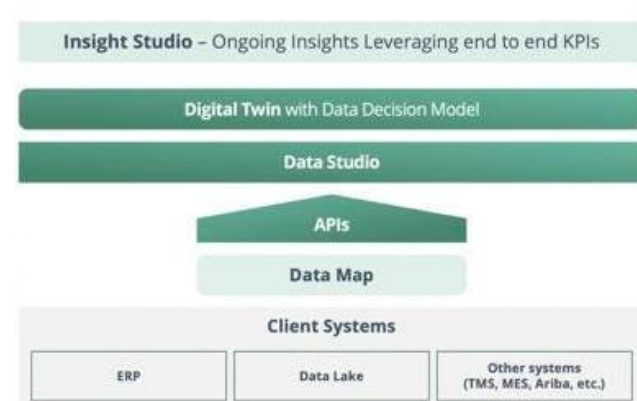 Insight Studio – Ongoing Insights Leveraging end to end KPIs
Digital Twin with Data Decision Model
Data Studio
APIs
Data Map
Client Systems
ERP
Data Lake
Other systems
(TMS, MES, Ariba, etc.)